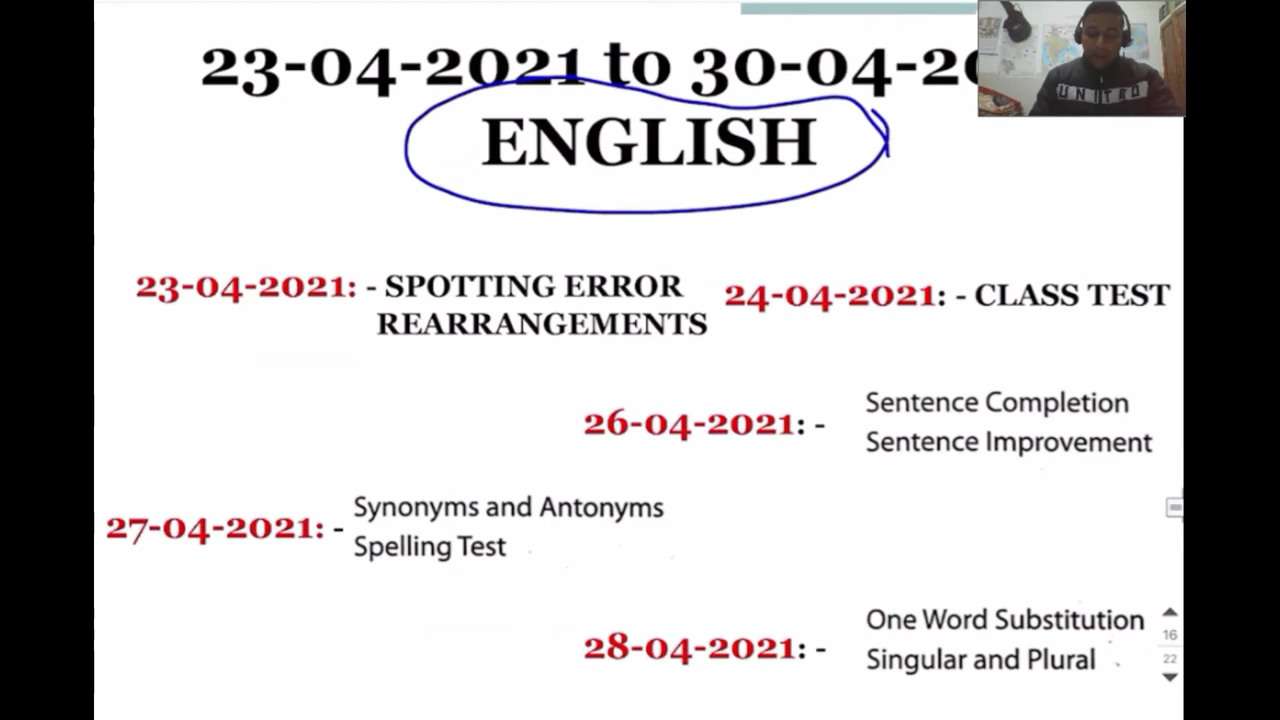 23-04-2021 to 30-04-20
UNITED
ENGLISH
23-04-2021: - SPOTTING ERROR
REARRANGEMENTS
24-04-2021: - CLASS TEST
26-04-2021: -
Sentence Completion
Sentence Improvement
27-04-2021: -
Synonyms and Antonyms
Spelling Test
28-04-2021: -
One Word Substitution
Singular and Plural
16
22